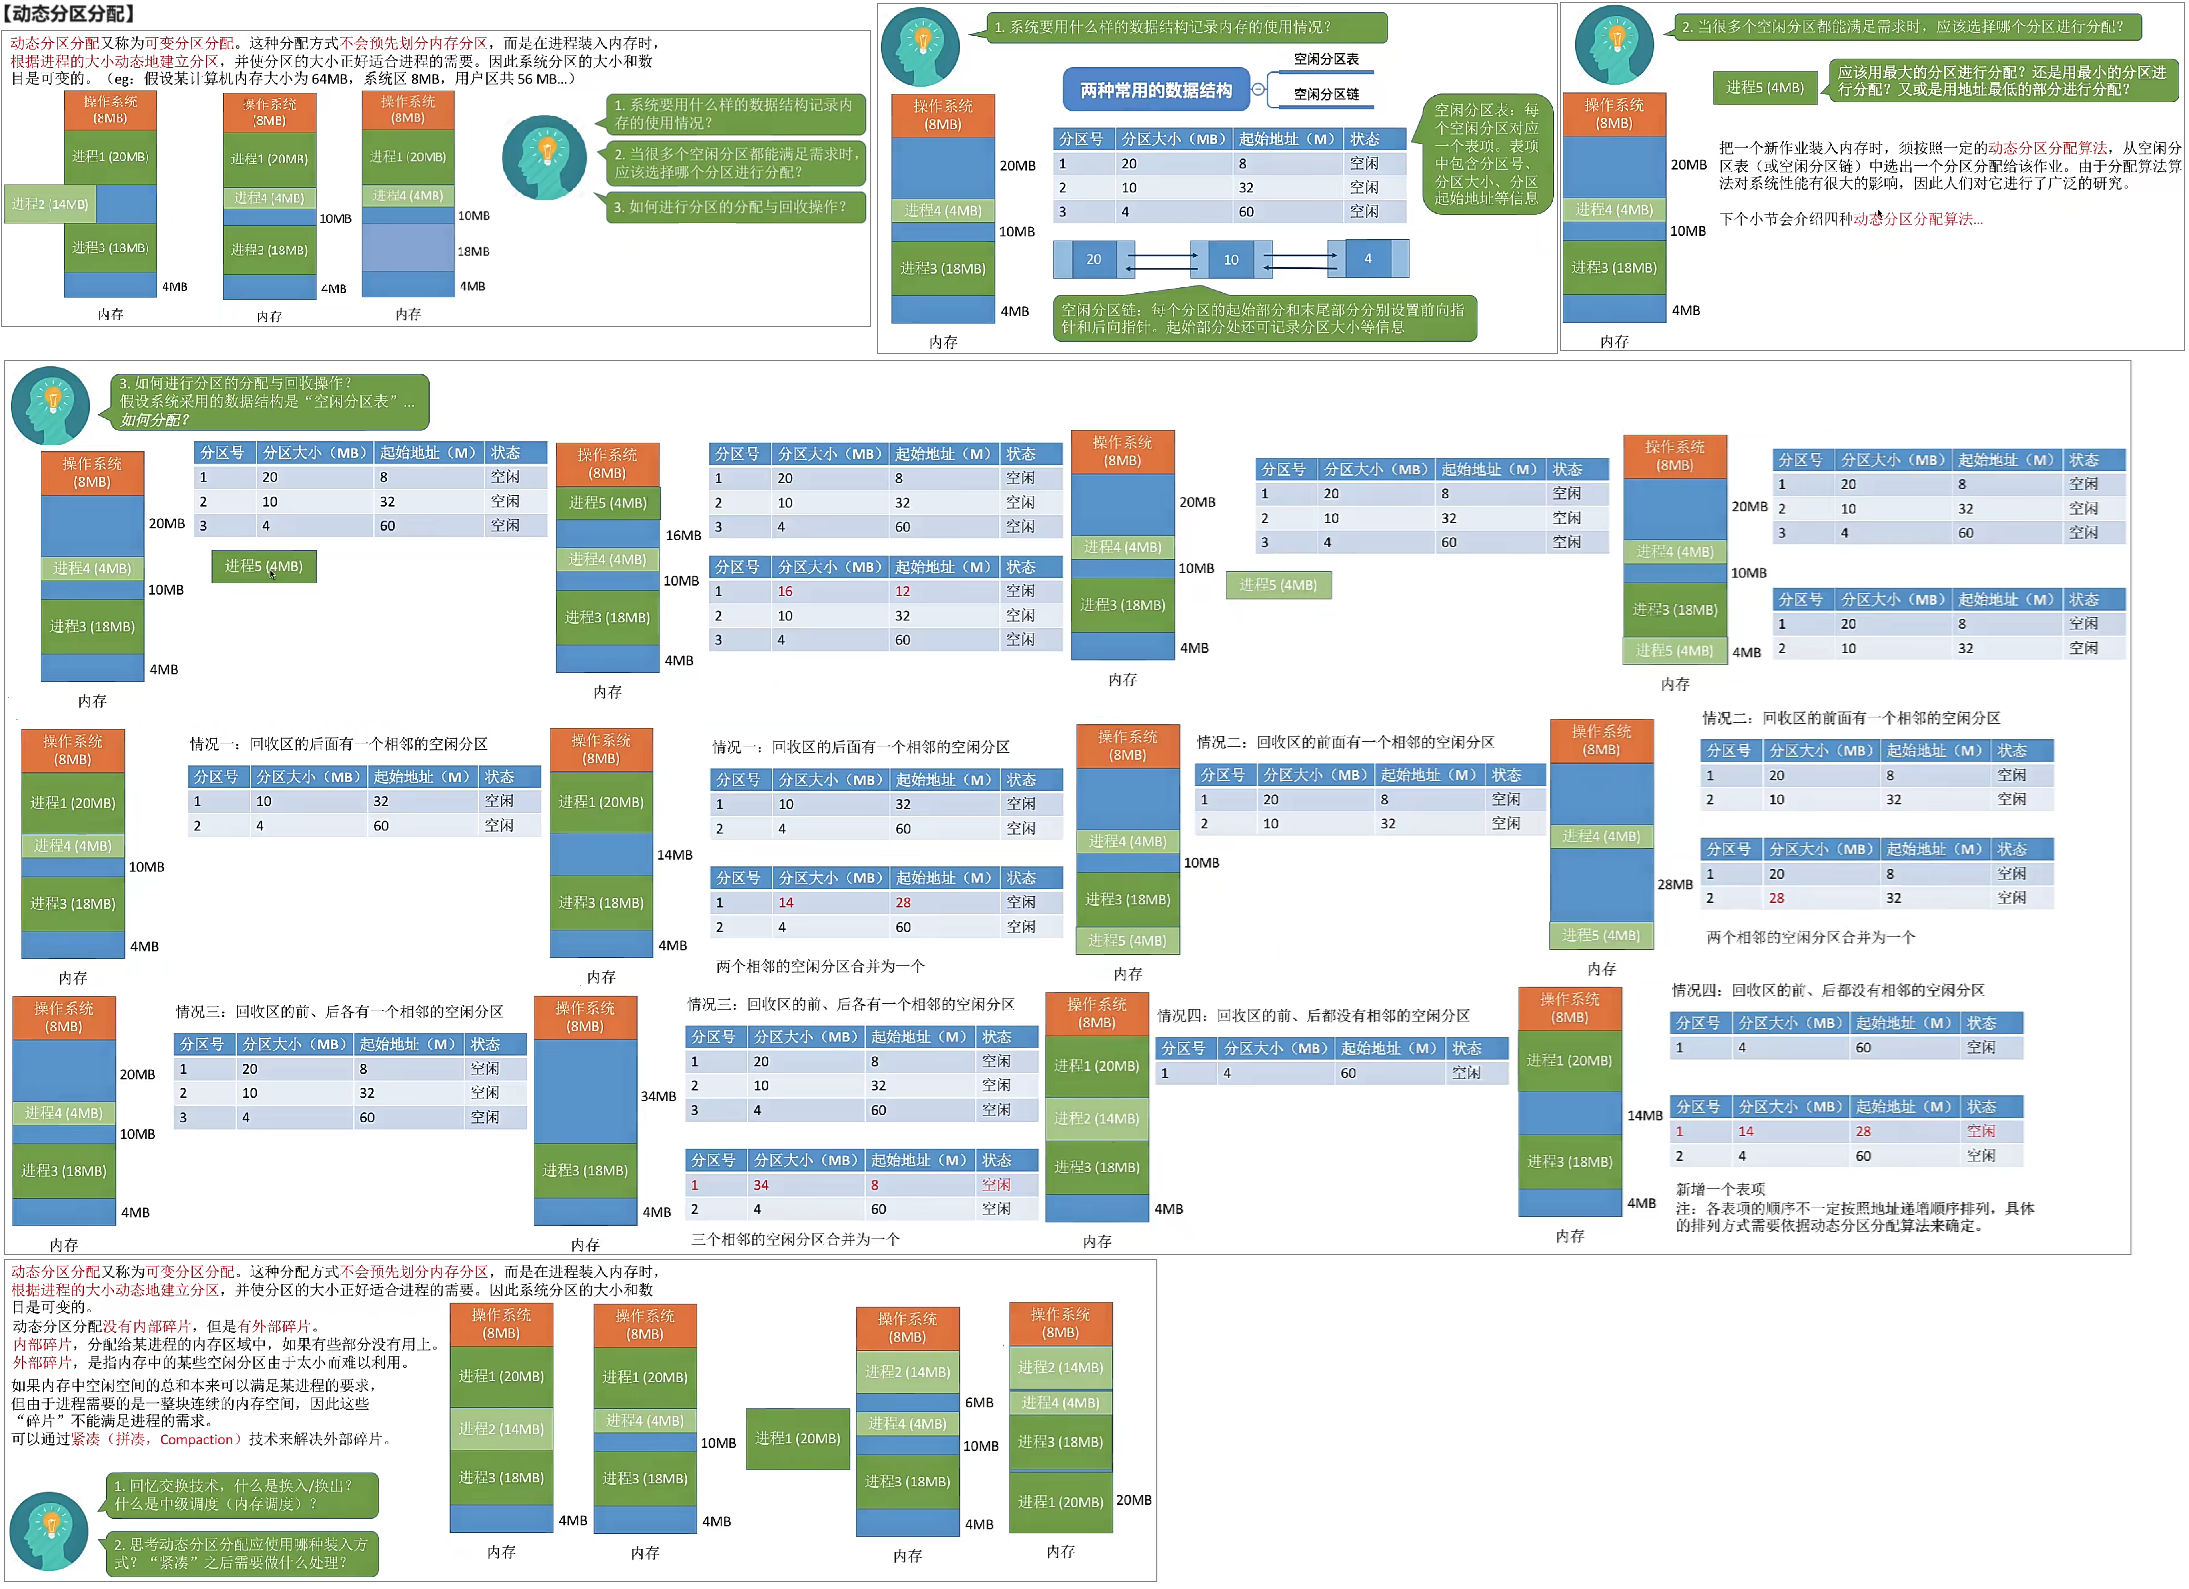 【动态分区分配】
动态分区分配又称为可变分区分配。这种分配方式不会预先划分内存分区，而是在进程装入内存时，
根据进程的大小动态地建立分区，并使分区的大小正好适合进程的需要。因此系统分区的大小和数
目是可变的。（eg：假设某计算机内存大小为 64MB，系统区 8MB，用户区共 56 MB…）
操作系统
(8MB)
进程1 (20MB)
进程2 (14MB)
进程3 (18MB)
4MB
内存
操作系统
(8MB)
进程1 (20MB)
进程4 (4MB)
10MB
进程3 (18MB)
4MB
内存
操作系统
(8MB)
进程1 (20MB)
进程4 (4MB)
10MB
18MB
4MB
内存
1. 系统要用什么样的数据结构记录内
存的使用情况？
2. 当很多个空闲分区都能满足需求时，
应该选择哪个分区进行分配？
3. 如何进行分区的分配与回收操作？
1. 系统要用什么样的数据结构记录内存的使用情况？
两种常用的数据结构
空闲分区表
空闲分区链
操作系统
(8MB)
20MB
进程4 (4MB)
10MB
进程3 (18MB)
4MB
内存
分区号 分区大小（MB） 起始地址（M） 状态
1 20 8 空闲
2 10 32 空闲
3 4 60 空闲
空闲分区表：每
个空闲分区对应
一个表项。表项
中包含分区号、
分区大小、分区
起始地址等信息
20 10 4
空闲分区链：每个分区的起始部分和末尾部分分别设置前向指
针和后向指针。起始部分处还可记录分区大小等信息
2. 当很多个空闲分区都能满足需求时，应该选择哪个分区进行分配？
进程5 (4MB)
应该用最大的分区进行分配？还是用最小的分区进
行分配？又或是用地址最低的部分进行分配？
操作系统
(8MB)
20MB
进程4 (4MB)
10MB
进程3 (18MB)
4MB
内存
把一个新作业装入内存时，须按照一定的动态分区分配算法，从空闲分
区表（或空闲分区链）中选出一个分区分配给该作业。由于分配算法算
法对系统性能有很大的影响，因此人们对它进行了广泛的研究。
下个小节会介绍四种动态分区分配算法…
3. 如何进行分区的分配与回收操作？
假设系统采用的数据结构是“空闲分区表”…
如何分配？
操作系统
(8MB)
20MB
进程4 (4MB)
10MB
进程3 (18MB)
4MB
内存
分区号 分区大小（MB） 起始地址（M） 状态
1 20 8 空闲
2 10 32 空闲
3 4 60 空闲
进程5 (4MB)
操作系统
(8MB)
进程5 (4MB)
16MB
进程4 (4MB)
10MB
进程3 (18MB)
4MB
内存
分区号 分区大小（MB） 起始地址（M） 状态
1 20 8 空闲
2 10 32 空闲
3 4 60 空闲
分区号 分区大小（MB） 起始地址（M） 状态
1 16 12 空闲
2 10 32 空闲
3 4 60 空闲
操作系统
(8MB)
20MB
进程4 (4MB)
10MB
进程3 (18MB)
4MB
内存
分区号 分区大小（MB） 起始地址（M） 状态
1 20 8 空闲
2 10 32 空闲
3 4 60 空闲
进程5 (4MB)
操作系统
(8MB)
20MB
进程4 (4MB)
10MB
进程3 (18MB)
进程5 (4MB)
4MB
内存
分区号 分区大小（MB） 起始地址（M） 状态
1 20 8 空闲
2 10 32 空闲
3 4 60 空闲
分区号 分区大小（MB） 起始地址（M） 状态
1 20 8 空闲
2 10 32 空闲
操作系统
(8MB)
进程1 (20MB)
进程4 (4MB)
10MB
进程3 (18MB)
4MB
内存
情况一：回收区的后面有一个相邻的空闲分区
分区号 分区大小（MB） 起始地址（M） 状态
1 10 32 空闲
2 4 60 空闲
操作系统
(8MB)
进程1 (20MB)
14MB
进程3 (18MB)
4MB
内存
情况一：回收区的后面有一个相邻的空闲分区
分区号 分区大小（MB） 起始地址（M） 状态
1 10 32 空闲
2 4 60 空闲
分区号 分区大小（MB） 起始地址（M） 状态
1 14 28 空闲
2 4 60 空闲
两个相邻的空闲分区合并为一个
操作系统
(8MB)
进程4 (4MB)
10MB
进程3 (18MB)
进程5 (4MB)
内存
情况二：回收区的前面有一个相邻的空闲分区
分区号 分区大小（MB） 起始地址（M） 状态
1 20 8 空闲
2 10 32 空闲
操作系统
(8MB)
进程4 (4MB)
28MB
进程5 (4MB)
内存
情况二：回收区的前面有一个相邻的空闲分区
分区号 分区大小（MB） 起始地址（M） 状态
1 20 8 空闲
2 10 32 空闲
分区号 分区大小（MB） 起始地址（M） 状态
1 20 8 空闲
2 28 32 空闲
两个相邻的空闲分区合并为一个
操作系统
(8MB)
20MB
进程4 (4MB)
10MB
进程3 (18MB)
4MB
内存
情况三：回收区的前、后各有一个相邻的空闲分区
分区号 分区大小（MB） 起始地址（M） 状态
1 20 8 空闲
2 10 32 空闲
3 4 60 空闲
操作系统
(8MB)
34MB
进程3 (18MB)
4MB
内存
情况三：回收区的前、后各有一个相邻的空闲分区
分区号 分区大小（MB） 起始地址（M） 状态
1 20 8 空闲
2 10 32 空闲
3 4 60 空闲
分区号 分区大小（MB） 起始地址（M） 状态
1 34 8 空闲
2 4 60 空闲
三个相邻的空闲分区合并为一个
操作系统
(8MB)
进程1 (20MB)
进程2 (14MB)
进程3 (18MB)
4MB
内存
情况四：回收区的前、后都没有相邻的空闲分区
分区号 分区大小（MB） 起始地址（M） 状态
1 4 60 空闲
操作系统
(8MB)
进程1 (20MB)
14MB
进程3 (18MB)
4MB
内存
情况四：回收区的前、后都没有相邻的空闲分区
分区号 分区大小（MB） 起始地址（M） 状态
1 4 60 空闲
分区号 分区大小（MB） 起始地址（M） 状态
1 14 28 空闲
2 4 60 空闲
新增一个表项
注：各表项的顺序不一定按照地址递增顺序排列，具体
的排列方式需要依据动态分区分配算法来确定。
动态分区分配又称为可变分区分配。这种分配方式不会预先划分内存分区，而是在进程装入内存时，
根据进程的大小动态地建立分区，并使分区的大小正好适合进程的需要。因此系统分区的大小和数
目是可变的。
动态分区分配没有内部碎片，但是有外部碎片。
内部碎片，分配给某进程的内存区域中，如果有些部分没有用上。
外部碎片，是指内存中的某些空闲分区由于太小而难以利用。
如果内存中空闲空间的总和本来可以满足某进程的要求，
但由于进程需要的是一整块连续的内存空间，因此这些
“碎片”不能满足进程的需求。
可以通过紧凑（拼凑，Compaction）技术来解决外部碎片。
1. 回忆交换技术，什么是换入/换出？
什么是中级调度（内存调度）？
2. 思考动态分区分配应使用哪种装入方
式？“紧凑”之后需要做什么处理？
操作系统
(8MB)
进程1 (20MB)
进程2 (14MB)
进程3 (18MB)
4MB
内存
操作系统
(8MB)
进程1 (20MB)
进程4 (4MB)
10MB
进程3 (18MB)
4MB
内存
进程1 (20MB)
操作系统
(8MB)
进程2 (14MB)
6MB
进程4 (4MB)
10MB
进程3 (18MB)
4MB
内存
操作系统
(8MB)
进程2 (14MB)
进程4 (4MB)
进程3 (18MB)
进程1 (20MB)
20MB
内存